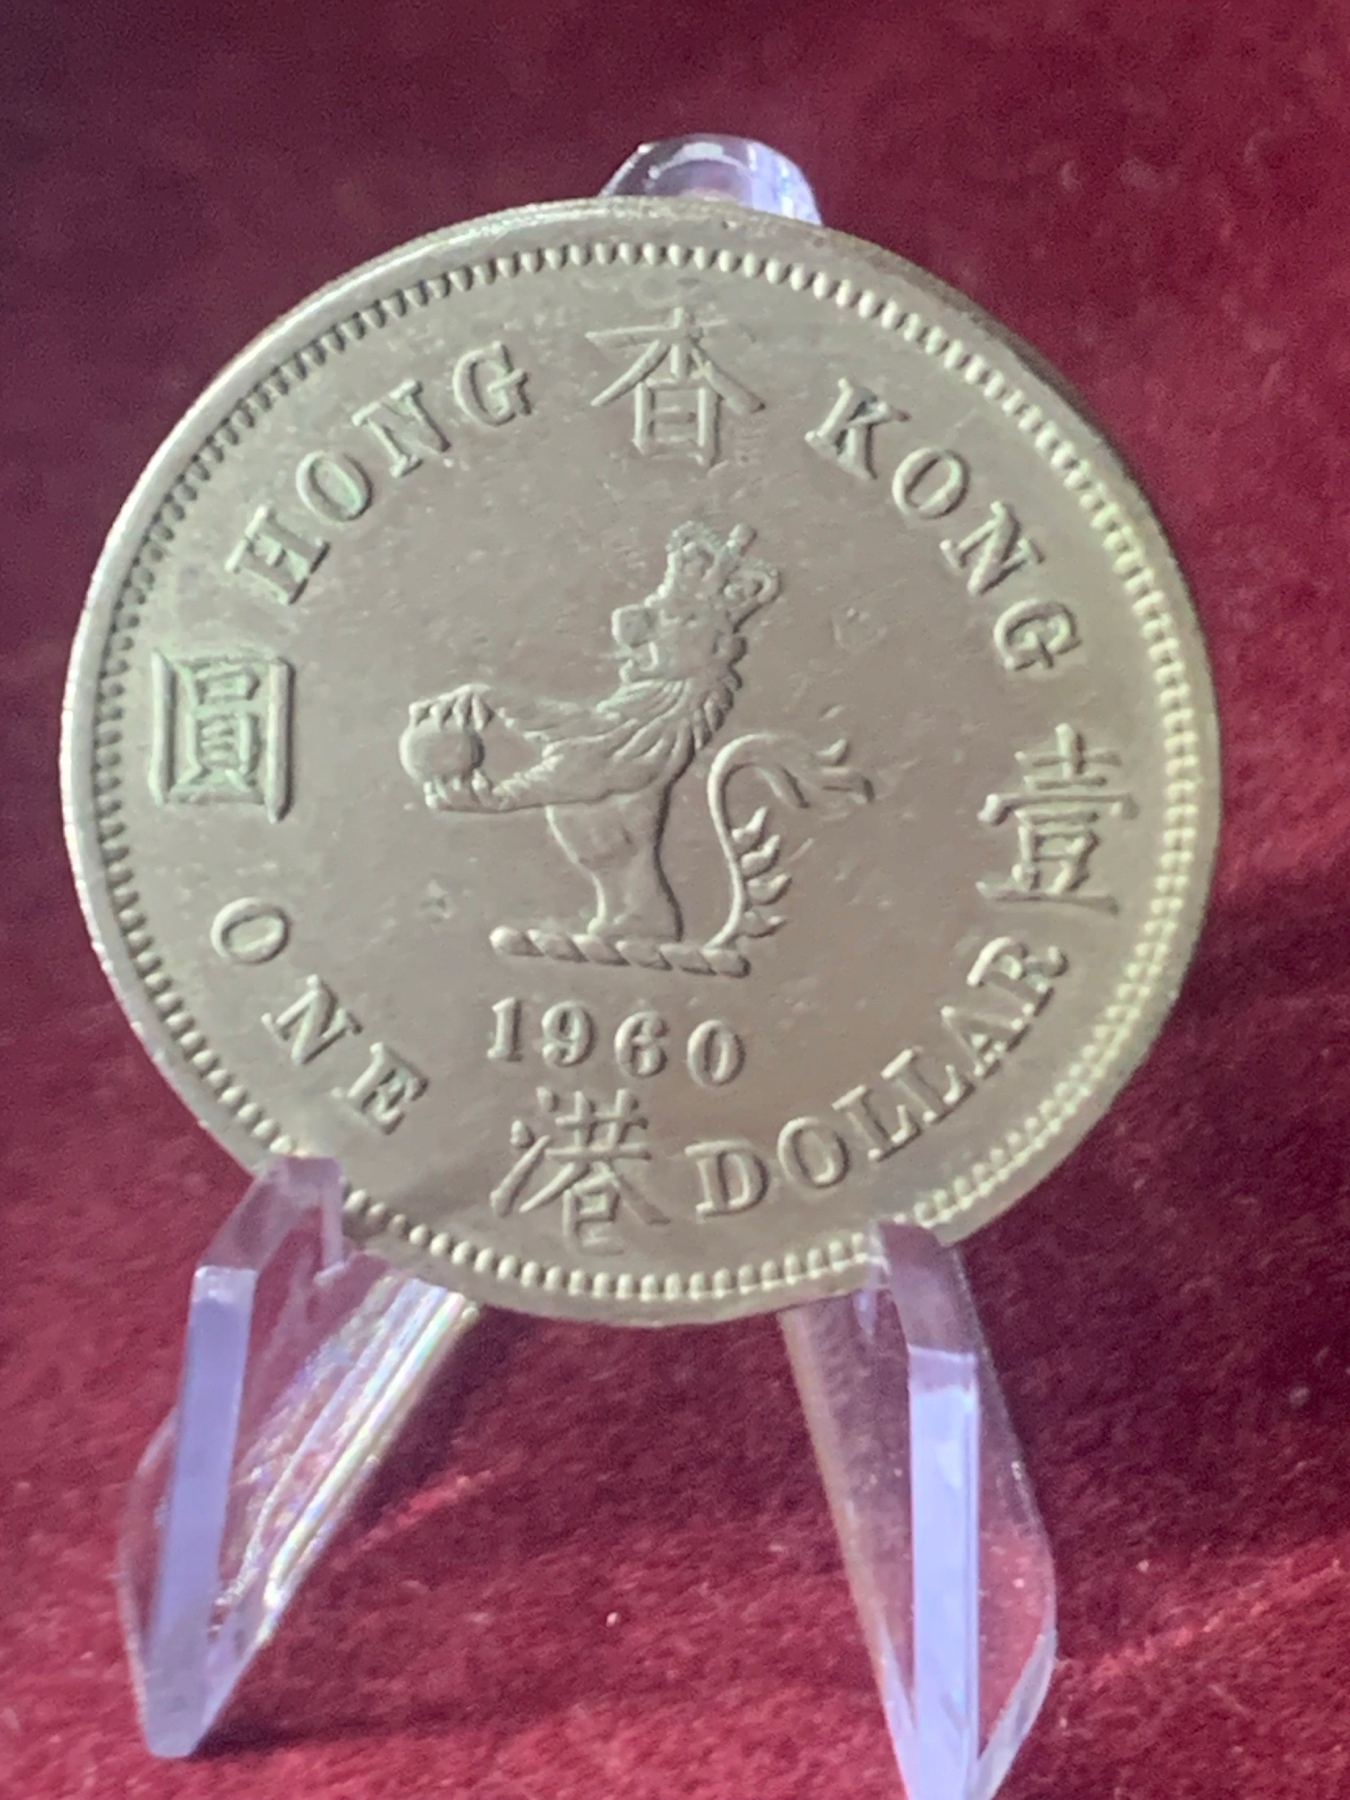 HONG 香 KONG
圓 壹
ONE DOLLAR
1960
港